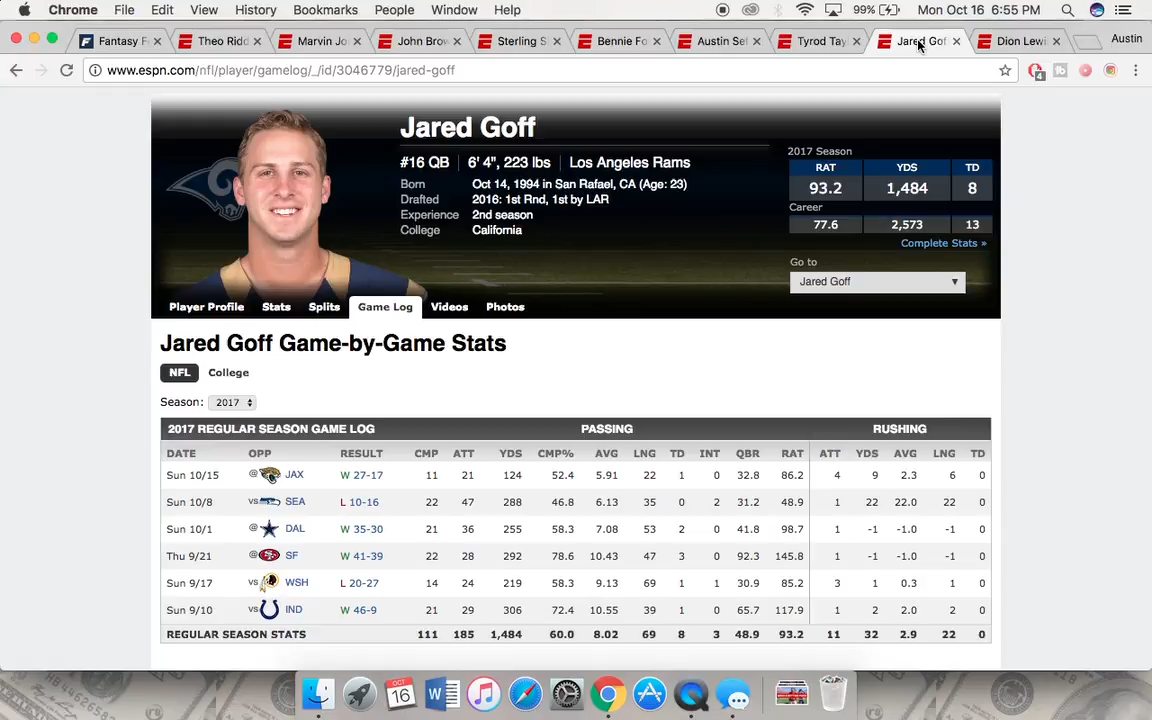 Chrome File Edit View History Bookmarks People Window Help 99% Mon Oct 16 6:55 PM
Fantasy F Theo Ridd Marvin Jo John Brow Sterling S Bennie Fo Austin Sef Tyrod Tay Jared Gof Dion Lewi Austin
www.espn.com/nfl/player/gamelog/_/id/3046779/jared-goff 4
Jared Goff
#16 QB 6' 4", 223 lbs Los Angeles Rams
Born Oct 14, 1994 in San Rafael, CA (Age: 23)
Drafted 2016: 1st Rnd, 1st by LAR
Experience 2nd season
College California
2017 Season
RAT YDS TD
93.2 1,484 8
Career
77.6 2,573 13
Complete Stats »
Go to
Jared Goff
Player Profile Stats Splits Game Log Videos Photos
Jared Goff Game-by-Game Stats
NFL College
Season: 2017
2017 REGULAR SEASON GAME LOG PASSING RUSHING
DATE OPP RESULT CMP ATT YDS CMP% AVG LNG TD INT QBR RAT ATT YDS AVG LNG TD
Sun 10/15 @ JAX W 27-17 11 21 124 52.4 5.91 22 1 0 32.8 86.2 4 9 2.3 6 0
Sun 10/8 vs SEA L 10-16 22 47 288 46.8 6.13 35 0 2 31.2 48.9 1 22 22.0 22 0
Sun 10/1 @ DAL W 35-30 21 36 255 58.3 7.08 53 2 0 41.8 98.7 1 -1 -1.0 -1 0
Thu 9/21 @ SF W 41-39 22 28 292 78.6 10.43 47 3 0 92.3 145.8 1 -1 -1.0 -1 0
Sun 9/17 vs WSH L 20-27 14 24 219 58.3 9.13 69 1 1 30.9 85.2 3 1 0.3 1 0
Sun 9/10 vs IND W 46-9 21 29 306 72.4 10.55 39 1 0 65.7 117.9 1 2 2.0 2 0
REGULAR SEASON STATS 111 185 1,484 60.0 8.02 69 8 3 48.9 93.2 11 32 2.9 22 0
OCT
16